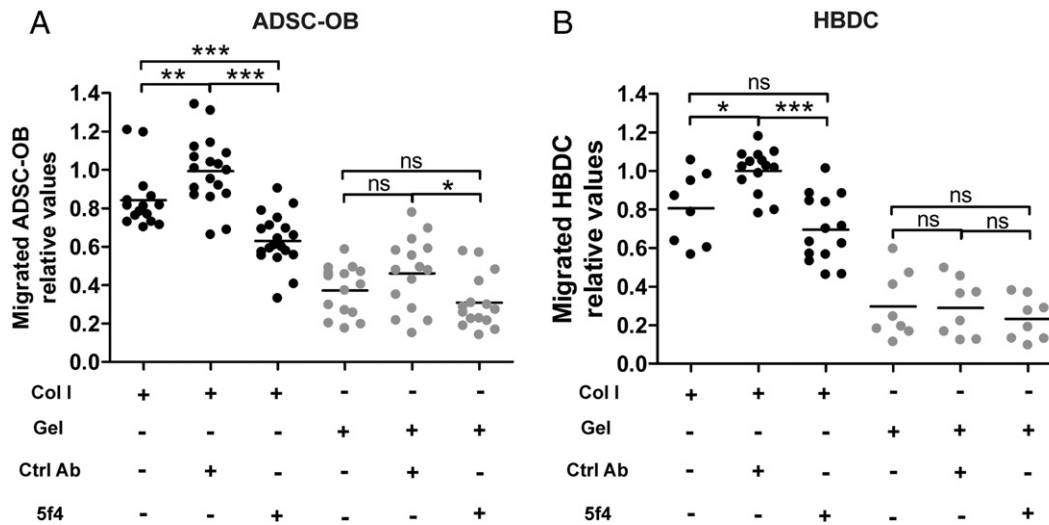 A
ADSC-OB
***
**
***
ns
ns
*
Migrated ADSC-OB
relative values
1.4
1.2
1.0
0.8
0.6
0.4
0.2
0.0
Col I + + + - - -
Gel - - - + + +
Ctrl Ab - + - - + -
5f4 - - + - - +
B
HBDC
ns
*
***
ns
ns
ns
Migrated HBDC
relative values
1.4
1.2
1.0
0.8
0.6
0.4
0.2
0.0
Col I + + + - - -
Gel - - - + + +
Ctrl Ab - + - - + -
5f4 - - + - - +